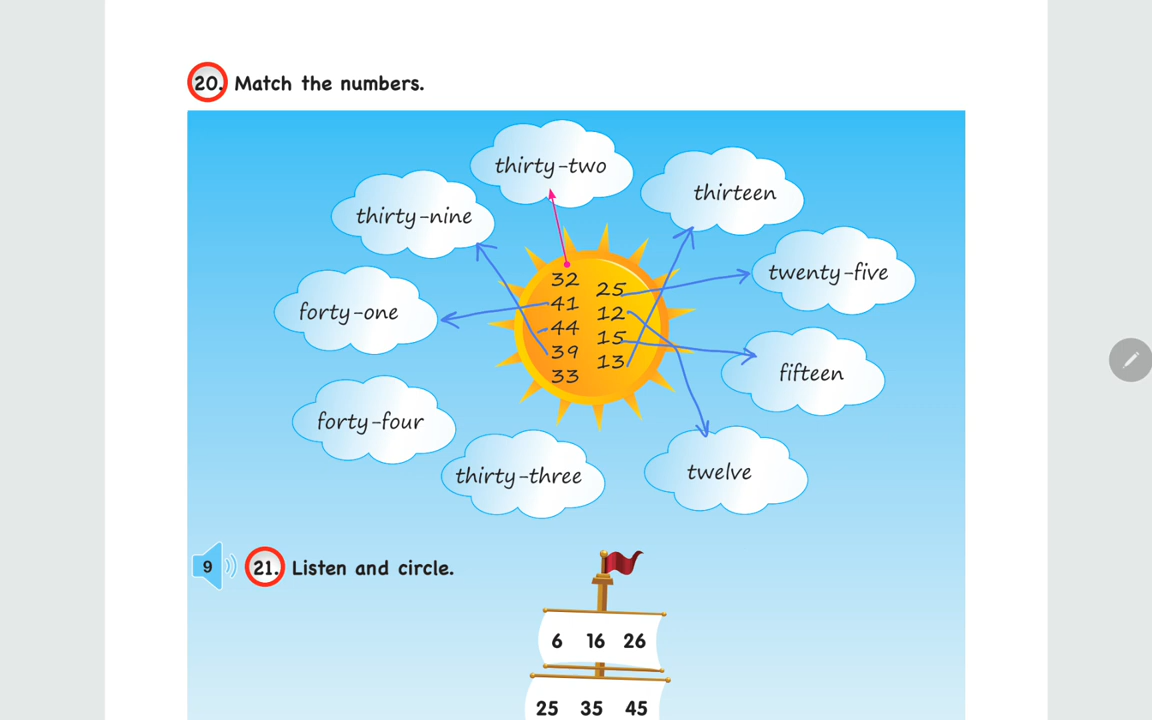 20. Match the numbers.
thirty-two
thirteen
thirty-nine
twenty-five
forty-one
32
41
44
39
33
25
12
15
13
fifteen
forty-four
thirty-three
twelve
9 21. Listen and circle.
6 16 26
25 35 45